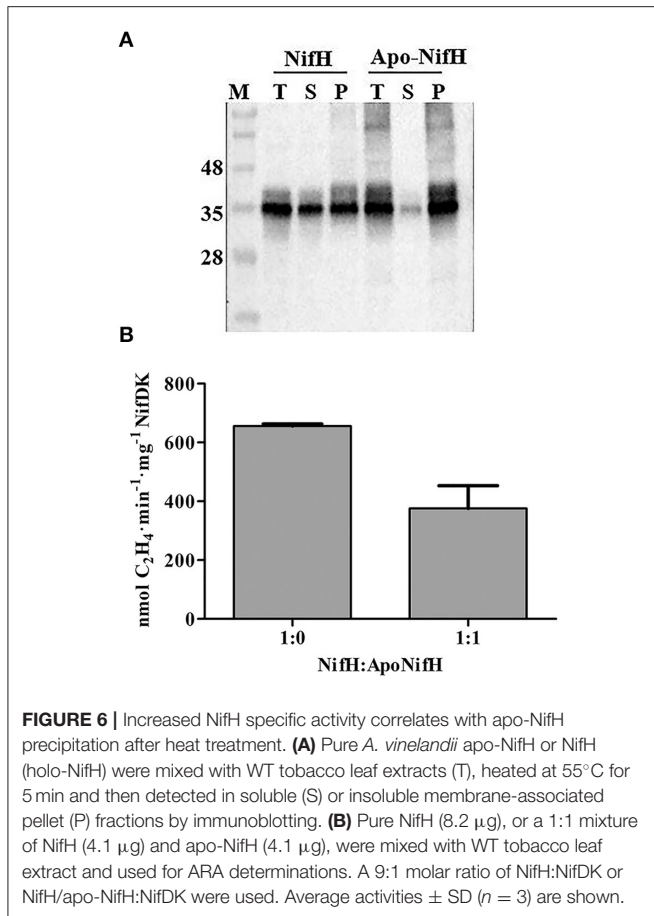 A
NifH Apo-NifH
M T S P T S P
48
35
28
B
nmol C₂H₄·min⁻¹·mg⁻¹ NifDK
800
600
400
200
0
1:0 1:1
NifH:ApoNifH
FIGURE 6 | Increased NifH specific activity correlates with apo-NifH
precipitation after heat treatment. (A) Pure A. vinelandii apo-NifH or NifH
(holo-NifH) were mixed with WT tobacco leaf extracts (T), heated at 55°C for
5 min and then detected in soluble (S) or insoluble membrane-associated
pellet (P) fractions by immunoblotting. (B) Pure NifH (8.2 μg), or a 1:1 mixture
of NifH (4.1 μg) and apo-NifH (4.1 μg), were mixed with WT tobacco leaf
extract and used for ARA determinations. A 9:1 molar ratio of NifH:NifDK or
NifH/apo-NifH:NifDK were used. Average activities ± SD (n = 3) are shown.